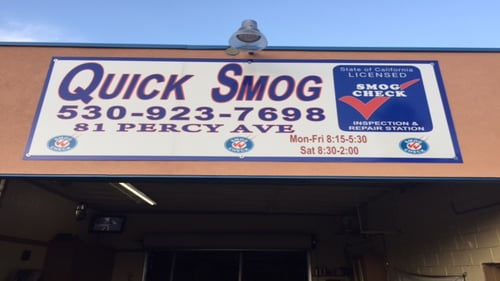 QUICK SMOG
530-923-7698
81 PERCY AVE
Mon-Fri 8:15-5:30
Sat 8:30-2:00
State of California
LICENSED
SMOG
CHECK
INSPECTION &
REPAIR STATION